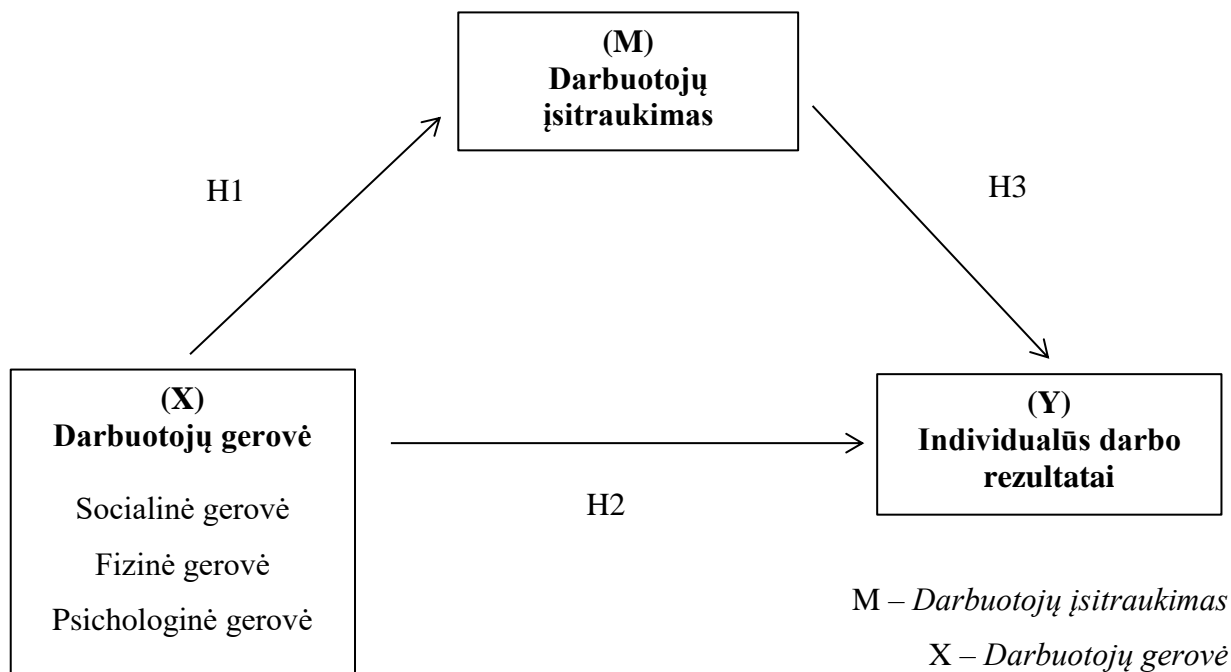 (M)
Darbuotojų
įsitraukimas
H1
H3
(X)
Darbuotojų gerovė
Socialinė gerovė
Fizinė gerovė
Psichologinė gerovė
H2
(Y)
Individualūs darbo
rezultatai
M – Darbuotojų įsitraukimas
X – Darbuotojų gerovė